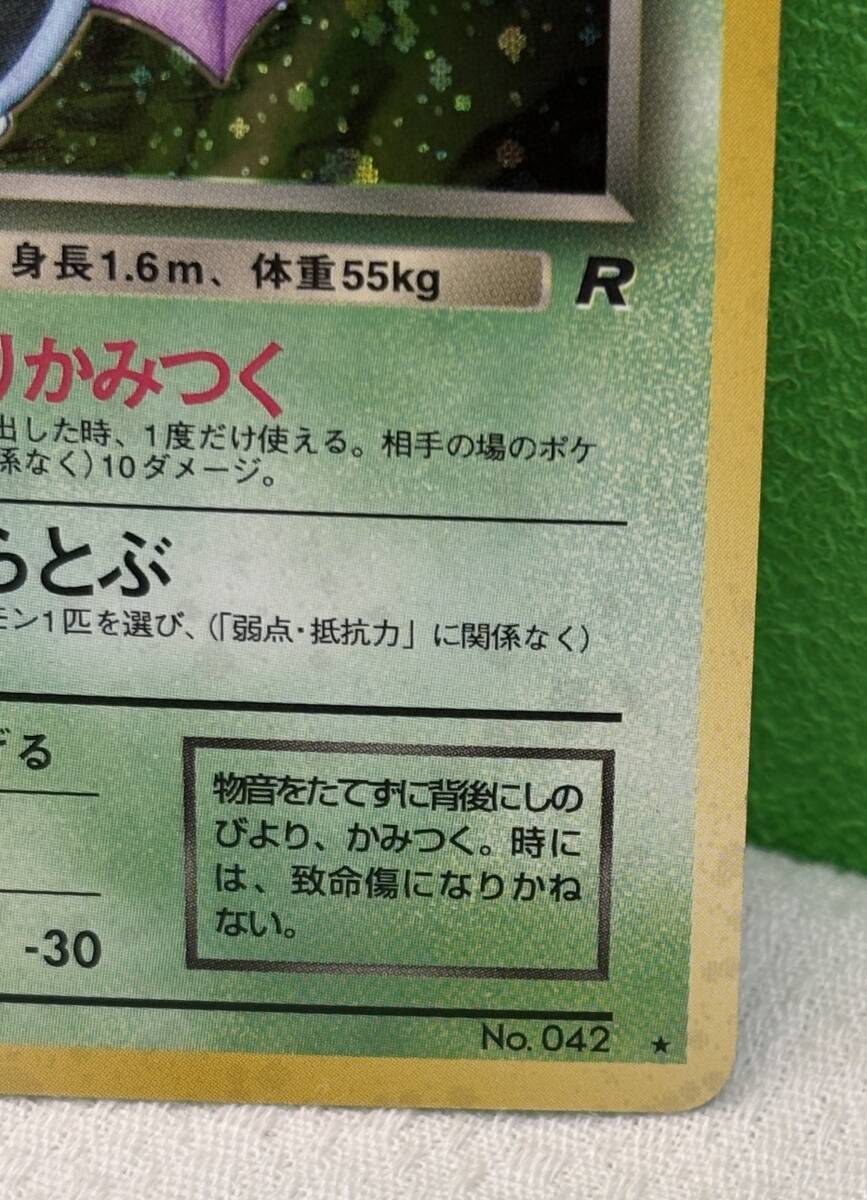 身長1.6m、体重55kg
R
りかみつく
出した時、1度だけ使える。相手の場のポケ
係なく)10ダメージ。
らとぶ
モン1匹を選び、(「弱点・抵抗力」に関係なく)
げる
物音をたてずに背後にしの
びより、かみつく。時に
は、致命傷になりかね
ない。
-30
No. 042 ★